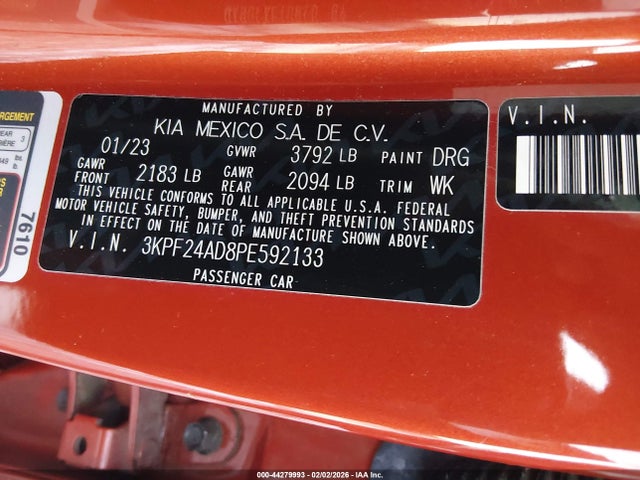 MANUFACTURED BY
KIA MEXICO S.A. DE C.V.
01/23 GVWR 3792 LB PAINT DRG
GAWR FRONT 2183 LB GAWR REAR 2094 LB TRIM WK
THIS VEHICLE CONFORMS TO ALL APPLICABLE U.S.A. FEDERAL
MOTOR VEHICLE SAFETY, BUMPER, AND THEFT PREVENTION STANDARDS
IN EFFECT ON THE DATE OF MANUFACTURE SHOWN ABOVE.
V.I.N. 3KPF24AD8PE592133
PASSENGER CAR
V.I.N.
7610
000-44279993 - 02/02/2026 - IAA Inc.